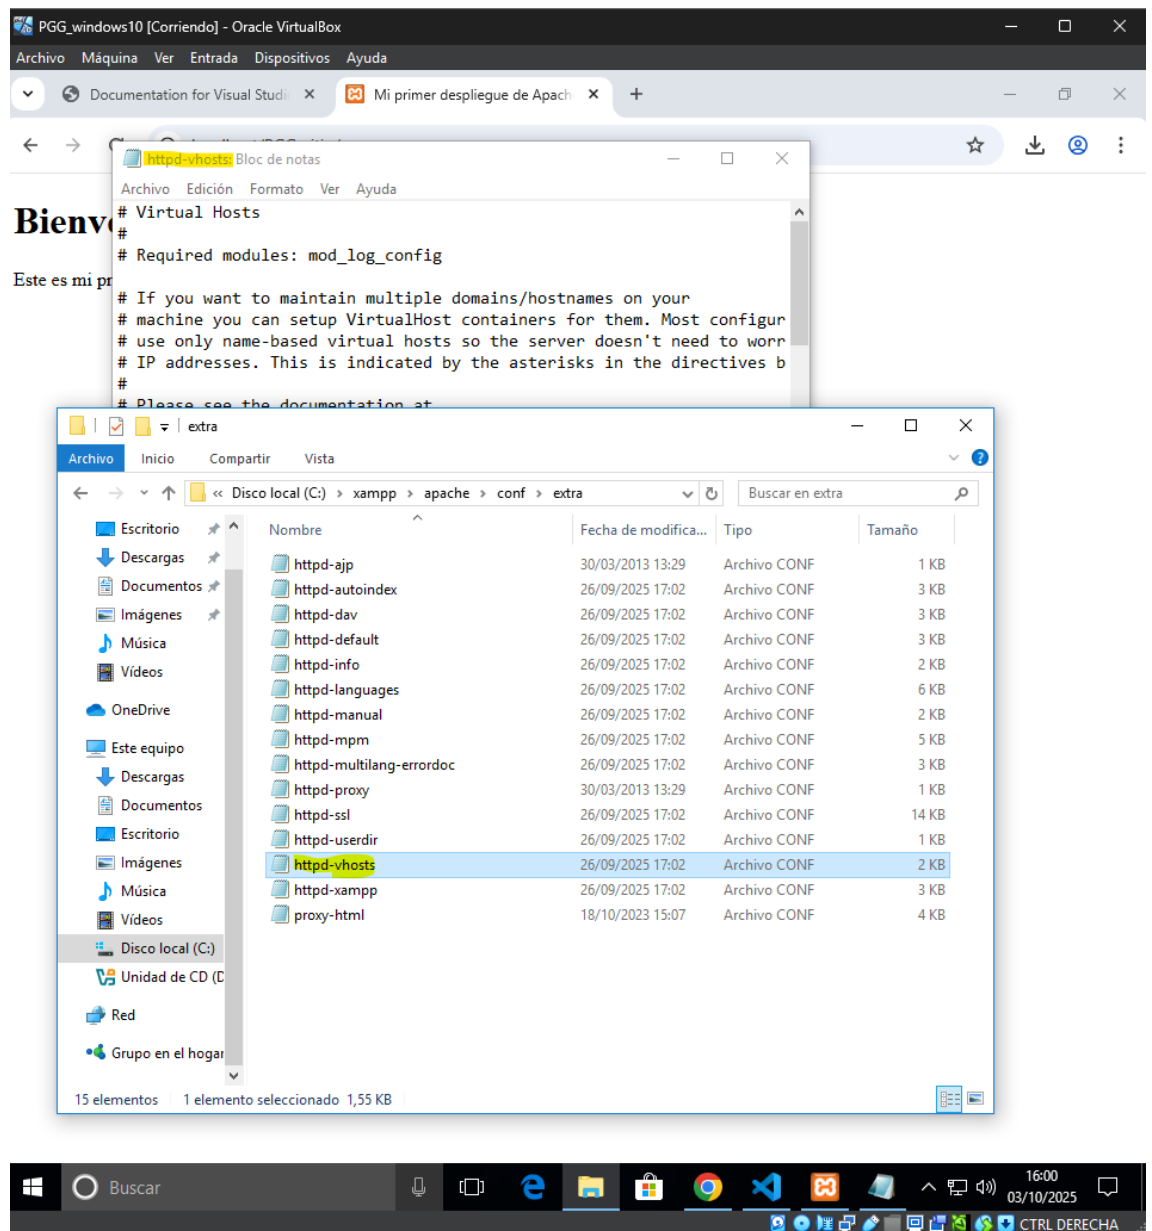 PGG_windows10 [Corriendo] - Oracle VirtualBox
Archivo Máquina Ver Entrada Dispositivos Ayuda
Documentation for Visual Studi
Mi primer despliegue de Apach
httpd-vhosts: Bloc de notas
Archivo Edición Formato Ver Ayuda
Bienv
Este es mi pr
# Virtual Hosts
#
# Required modules: mod_log_config
# If you want to maintain multiple domains/hostnames on your
# machine you can setup VirtualHost containers for them. Most configur
# use only name-based virtual hosts so the server doesn't need to worr
# IP addresses. This is indicated by the asterisks in the directives b
#
# Please see the documentation at
extra
Archivo Inicio Compartir Vista
« Disco local (C:) › xampp › apache › conf › extra
Buscar en extra
Nombre Fecha de modifica... Tipo Tamaño
Escritorio
Descargas
Documentos
Imágenes
Música
Vídeos
OneDrive
Este equipo
Descargas
Documentos
Escritorio
Imágenes
Música
Vídeos
Disco local (C:)
Unidad de CD (D
Red
Grupo en el hogar
httpd-ajp 30/03/2013 13:29 Archivo CONF 1 KB
httpd-autoindex 26/09/2025 17:02 Archivo CONF 3 KB
httpd-dav 26/09/2025 17:02 Archivo CONF 3 KB
httpd-default 26/09/2025 17:02 Archivo CONF 3 KB
httpd-info 26/09/2025 17:02 Archivo CONF 2 KB
httpd-languages 26/09/2025 17:02 Archivo CONF 6 KB
httpd-manual 26/09/2025 17:02 Archivo CONF 2 KB
httpd-mpm 26/09/2025 17:02 Archivo CONF 5 KB
httpd-multilang-errordoc 26/09/2025 17:02 Archivo CONF 3 KB
httpd-proxy 30/03/2013 13:29 Archivo CONF 1 KB
httpd-ssl 26/09/2025 17:02 Archivo CONF 14 KB
httpd-userdir 26/09/2025 17:02 Archivo CONF 1 KB
httpd-vhosts 26/09/2025 17:02 Archivo CONF 2 KB
httpd-xampp 26/09/2025 17:02 Archivo CONF 3 KB
proxy-html 18/10/2023 15:07 Archivo CONF 4 KB
15 elementos 1 elemento seleccionado 1,55 KB
Buscar
16:00
03/10/2025
CTRL DERECHA